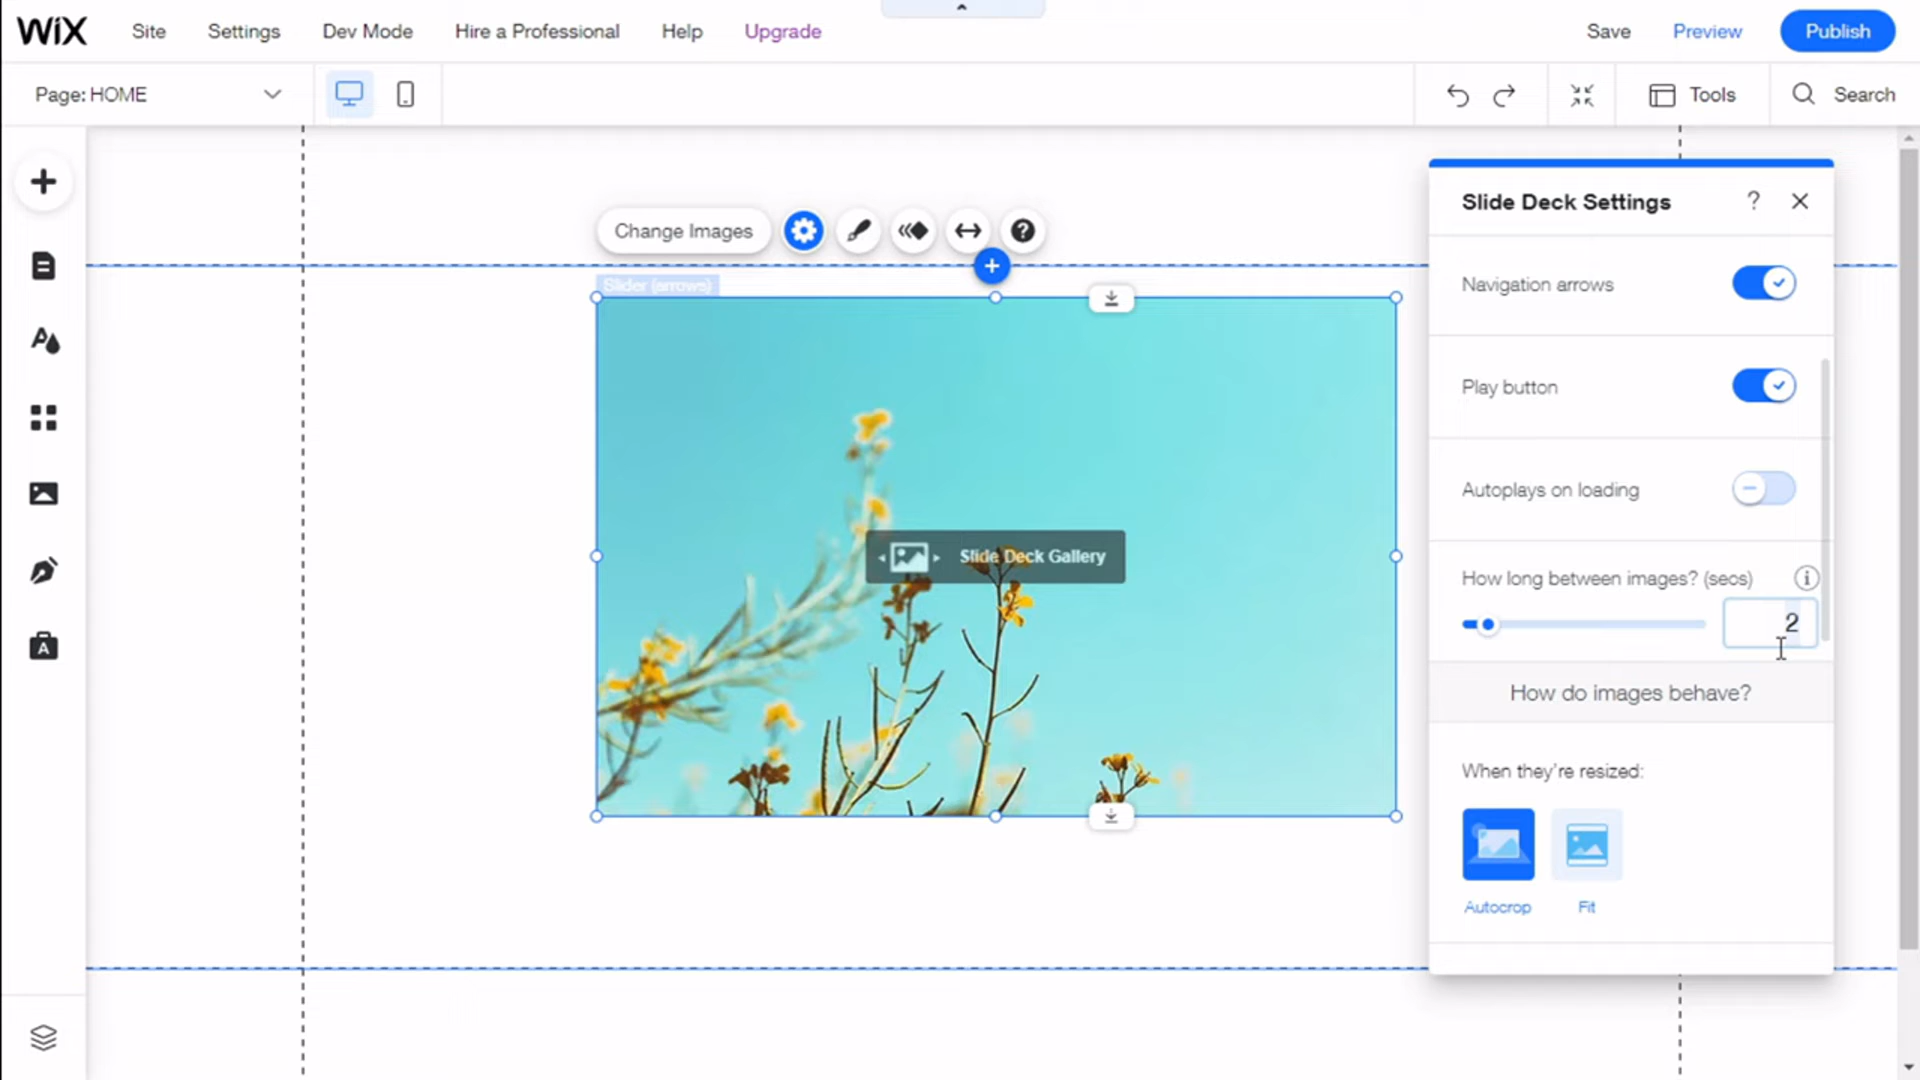 WiX Site Settings Dev Mode Hire a Professional Help Upgrade Save Preview Publish
Page: HOME Tools Search
Change Images
Slider (arrows)
Slide Deck Gallery
Slide Deck Settings ?
Navigation arrows
Play button
Autoplays on loading
How long between images? (secs)
2
How do images behave?
When they're resized:
Autocrop Fit